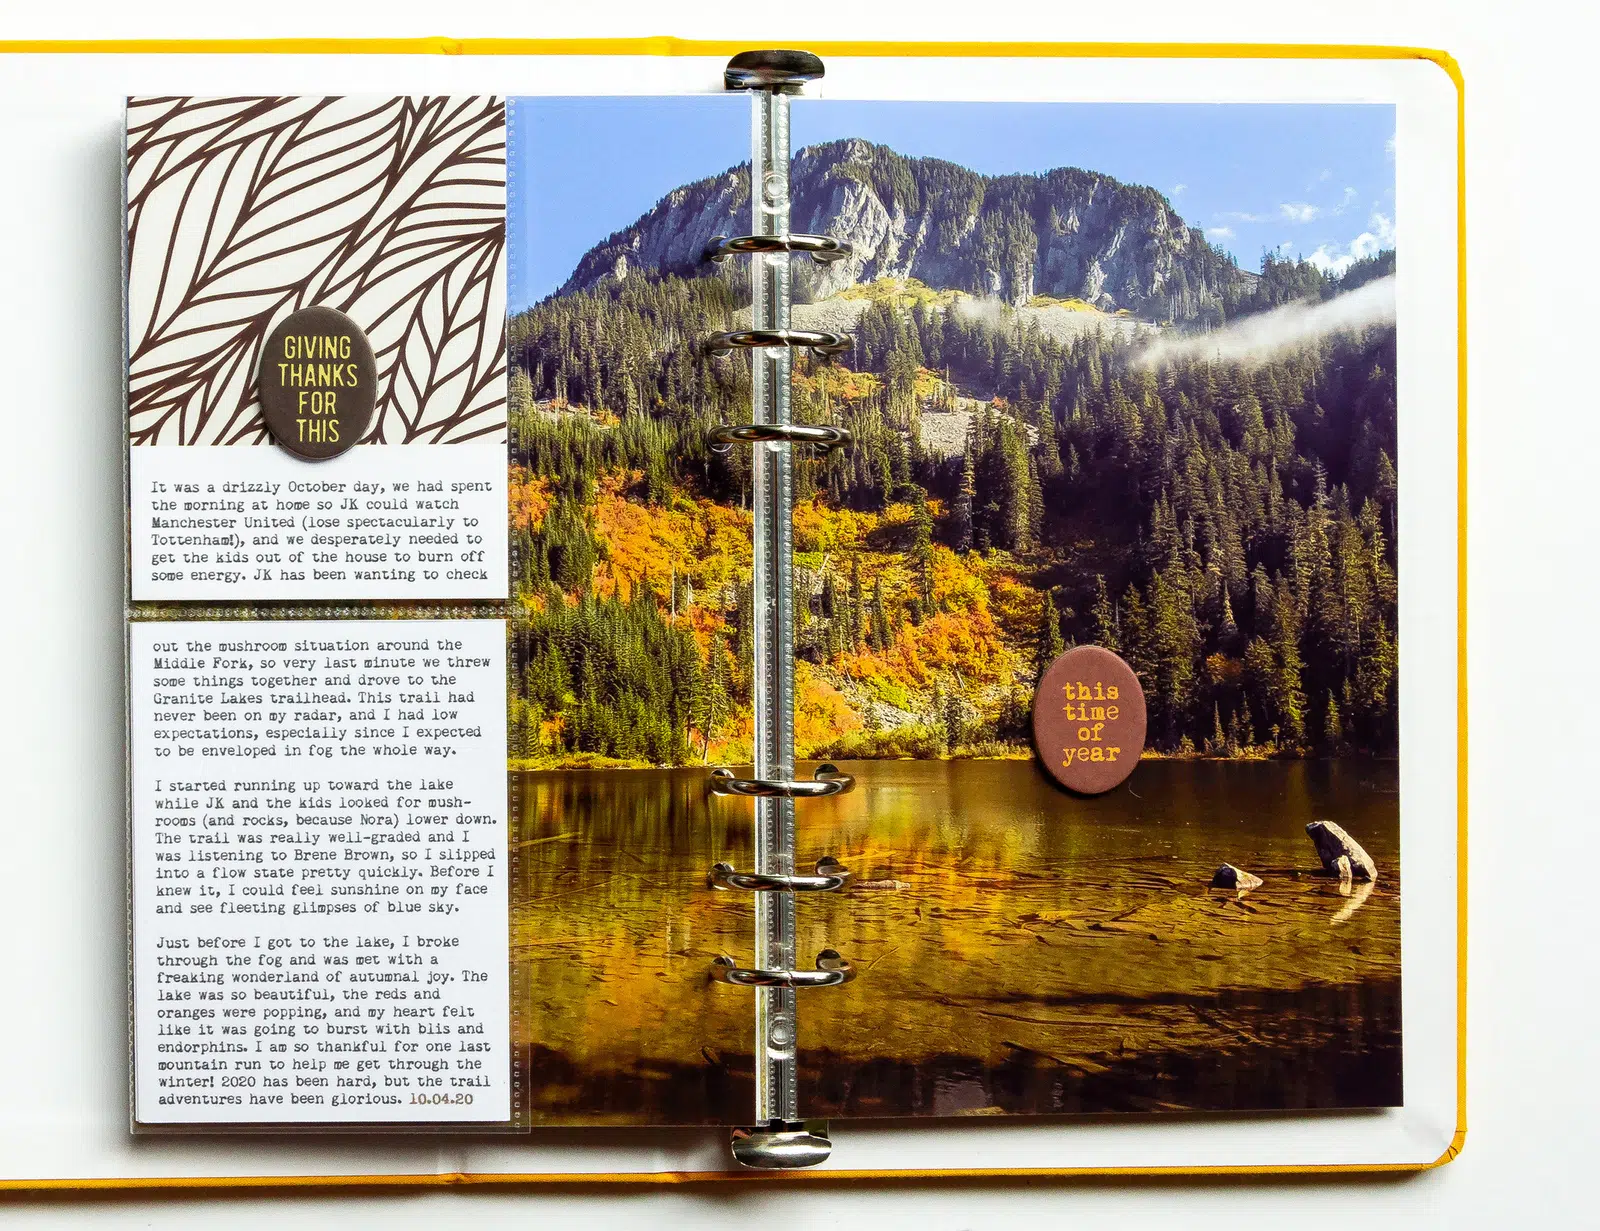 GIVING
THANKS
FOR
THIS
It was a drizzly October day, we had spent
the morning at home so JK could watch
Manchester United (lose spectacularly to
Tottenham!), and we desperately needed to
get the kids out of the house to burn off
some energy. JK has been wanting to check
out the mushroom situation around the
Middle Fork, so very last minute we threw
some things together and drove to the
Granite Lakes trailhead. This trail had
never been on my radar, and I had low
expectations, especially since I expected
to be enveloped in fog the whole way.
I started running up toward the lake
while JK and the kids looked for mush-
rooms (and rocks, because Nora) lower down.
The trail was really well-graded and I
was listening to Brene Brown, so I slipped
into a flow state pretty quickly. Before I
knew it, I could feel sunshine on my face
and see fleeting glimpses of blue sky.
Just before I got to the lake, I broke
through the fog and was met with a
freaking wonderland of autumnal joy. The
lake was so beautiful, the reds and
oranges were popping, and my heart felt
like it was going to burst with blis and
endorphins. I am so thankful for one last
mountain run to help me get through the
winter! 2020 has been hard, but the trail
adventures have been glorious. 10.04.20
this
time
of
year